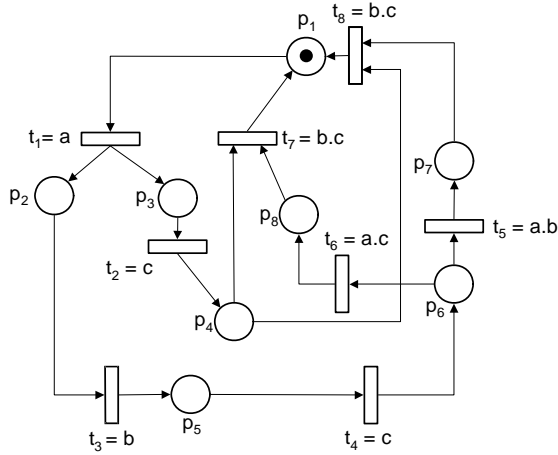 t8 = b.c
p1
t1= a
t7 = b.c
p7
p2
p3
p8
t5 = a.b
t6 = a.c
t2 = c
p4
p6
p5
t3 = b
t4 = c